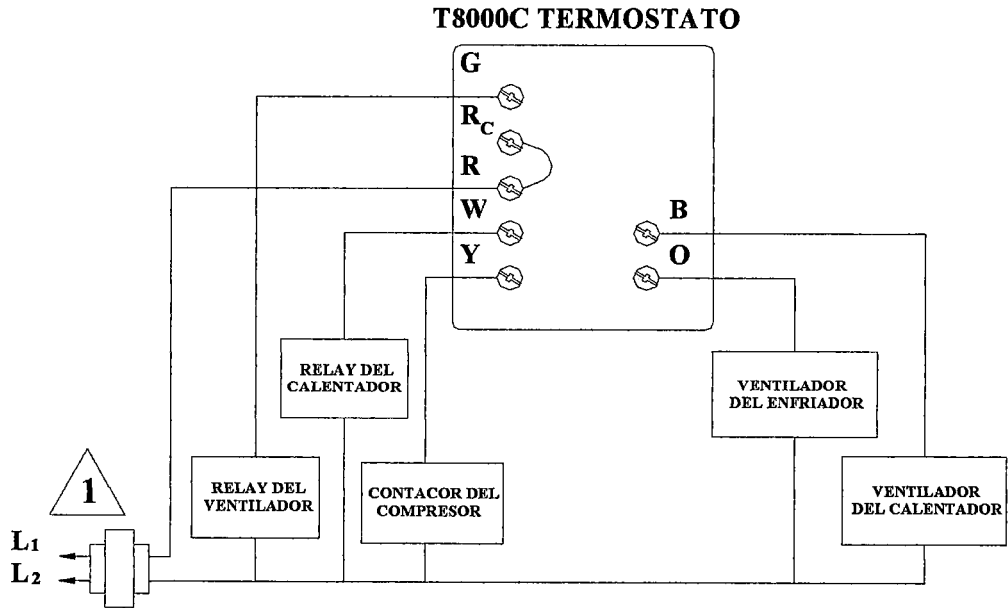 T8000C TERMOSTATO
G
RC
R
W
Y
B
O
RELAY DEL
CALENTADOR
VENTILADOR
DEL ENFRIADOR
RELAY DEL
VENTILADOR
CONTACOR DEL
COMPRESOR
VENTILADOR
DEL CALENTADOR
1
L1
L2